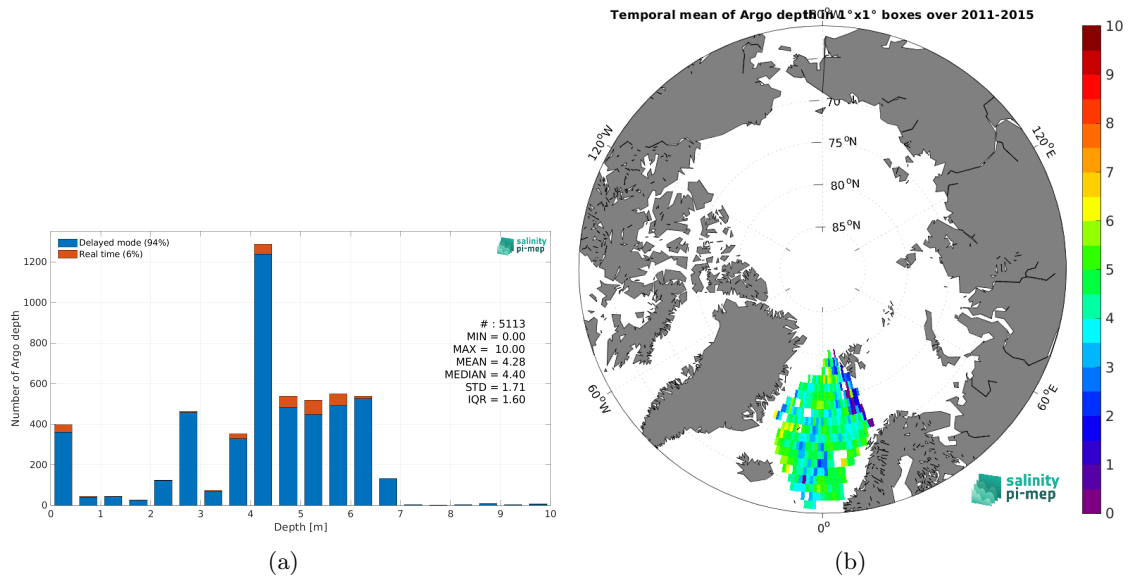 Temporal mean of Argo depth in 1°x1° boxes over 2011-2015
Delayed mode (94%)
Real time (6%)
salinity
pi-mep
# : 5113
MIN = 0.00
MAX = 10.00
MEAN = 4.28
MEDIAN = 4.40
STD = 1.71
IQR = 1.60
Number of Argo depth
1200
1000
800
600
400
200
0
0 1 2 3 4 5 6 7 8 9 10
Depth [m]
(a)
120°W
120°E
75°N
80°N
85°N
60°W
60°E
0°
salinity
pi-mep
10
9
8
7
6
5
4
3
2
1
0
(b)